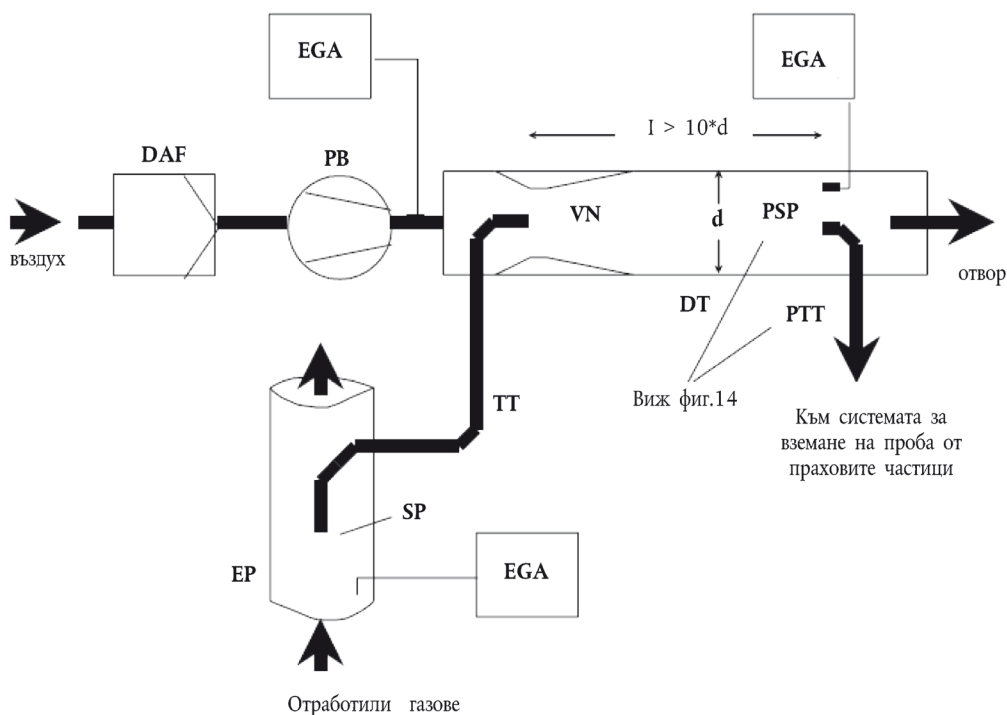 EGA
EGA
l > 10*d
DAF
PB
VN
d
PSP
въздух
отвор
DT
PTT
TT
Виж фиг.14
Към системата за
вземане на проба от
праховите частици
SP
EP
EGA
Отработили газове